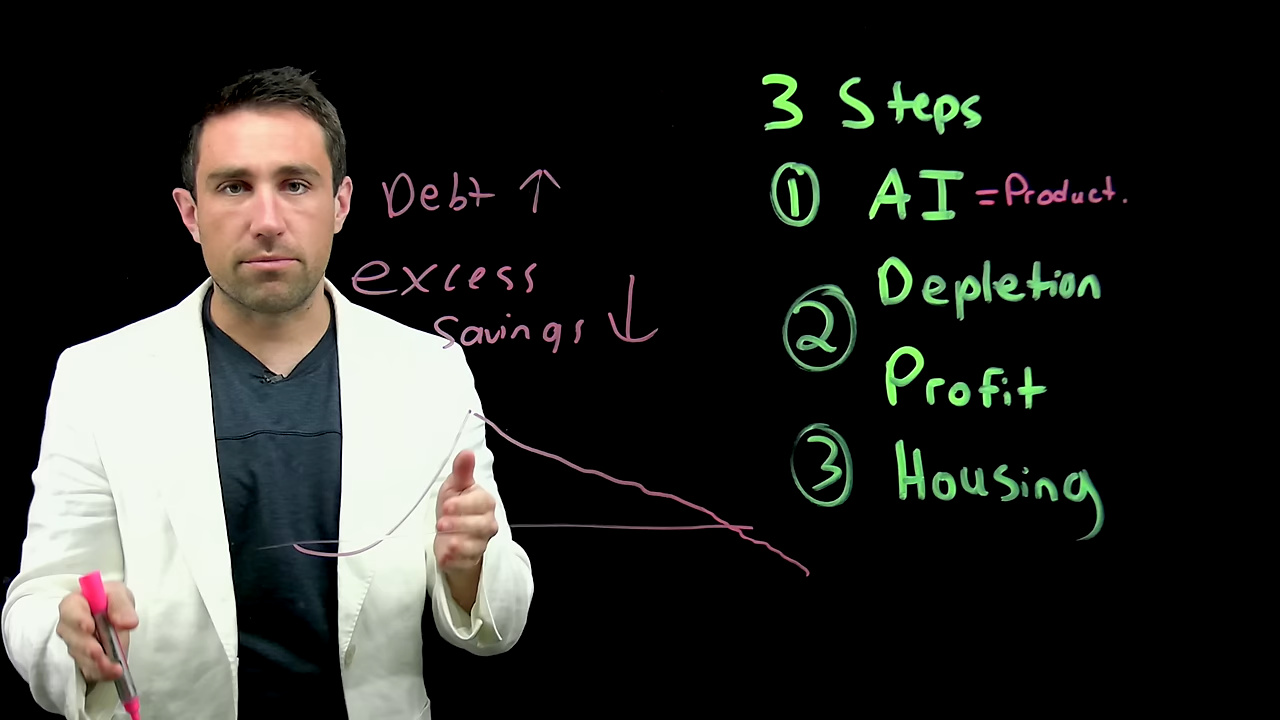 Debt ↑
excess
savings ↓
3 Steps
① AI = Product.
② Depletion
Profit
③ Housing